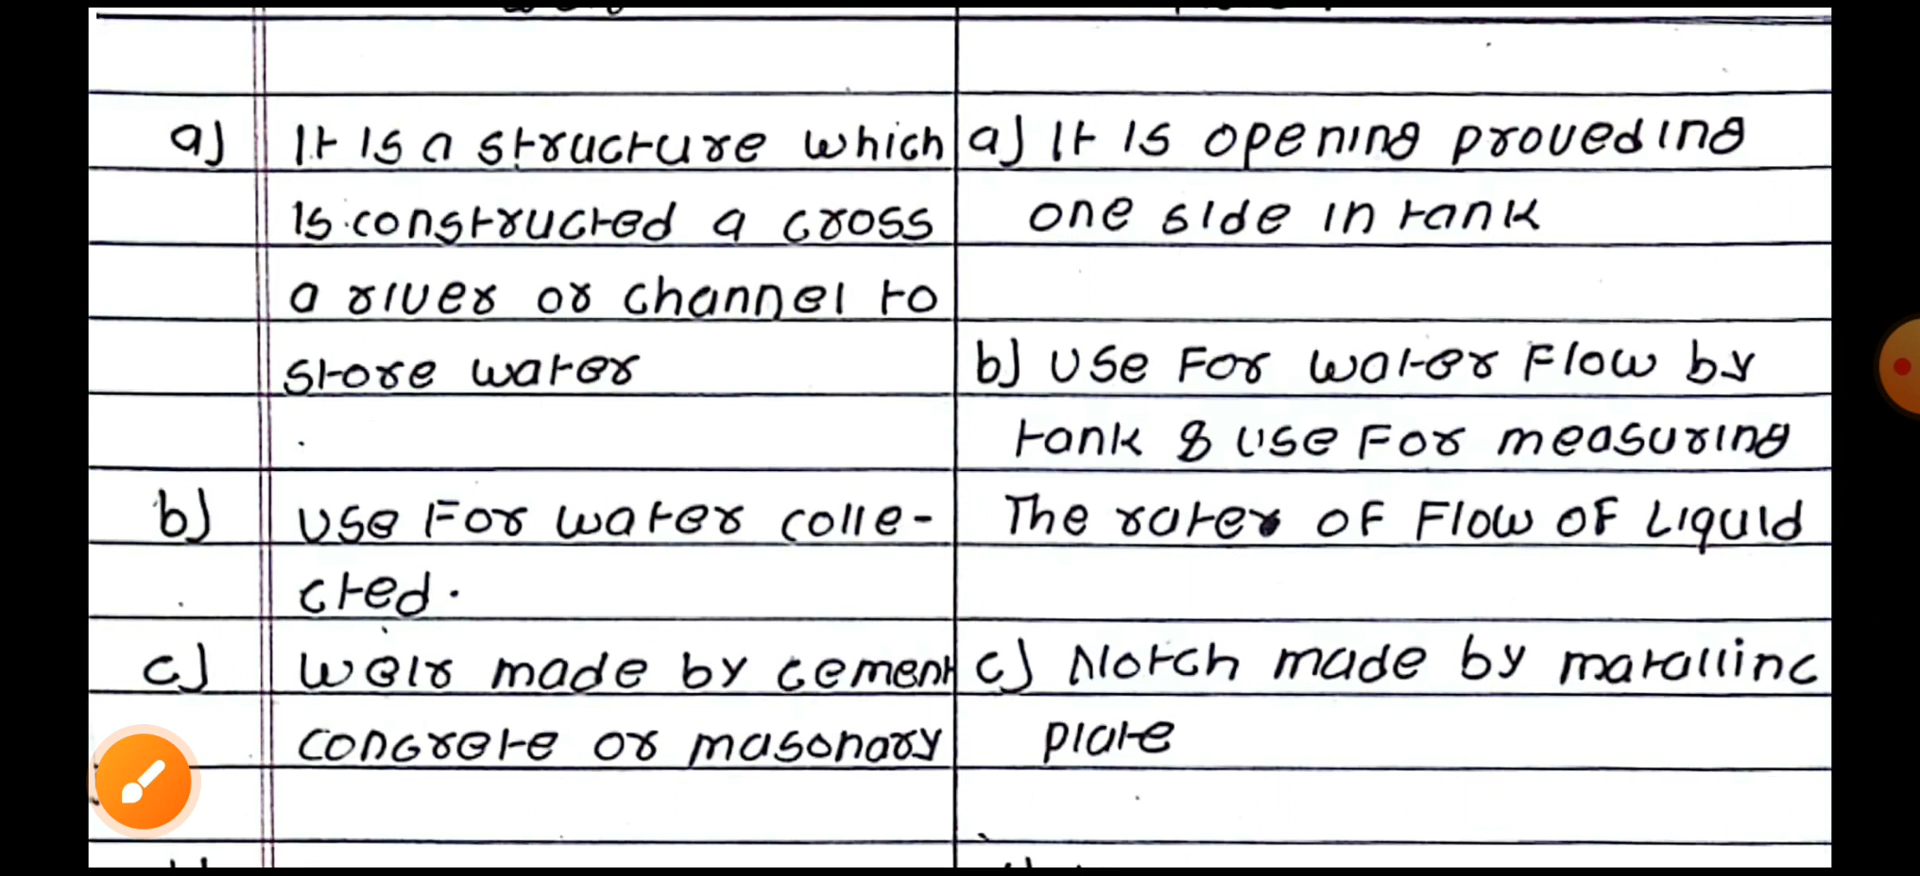 a) It is a structure which
is constructed a cross
a river or channel to
store water
b) Use For water colle-
cted.
c) Weir made by cement
concrete or masonary
a) It is opening proveding
one side in tank
b) Use For water Flow by
tank & use For measuring
The rater OF Flow OF Liquid
c) Notch made by matallinc
plate